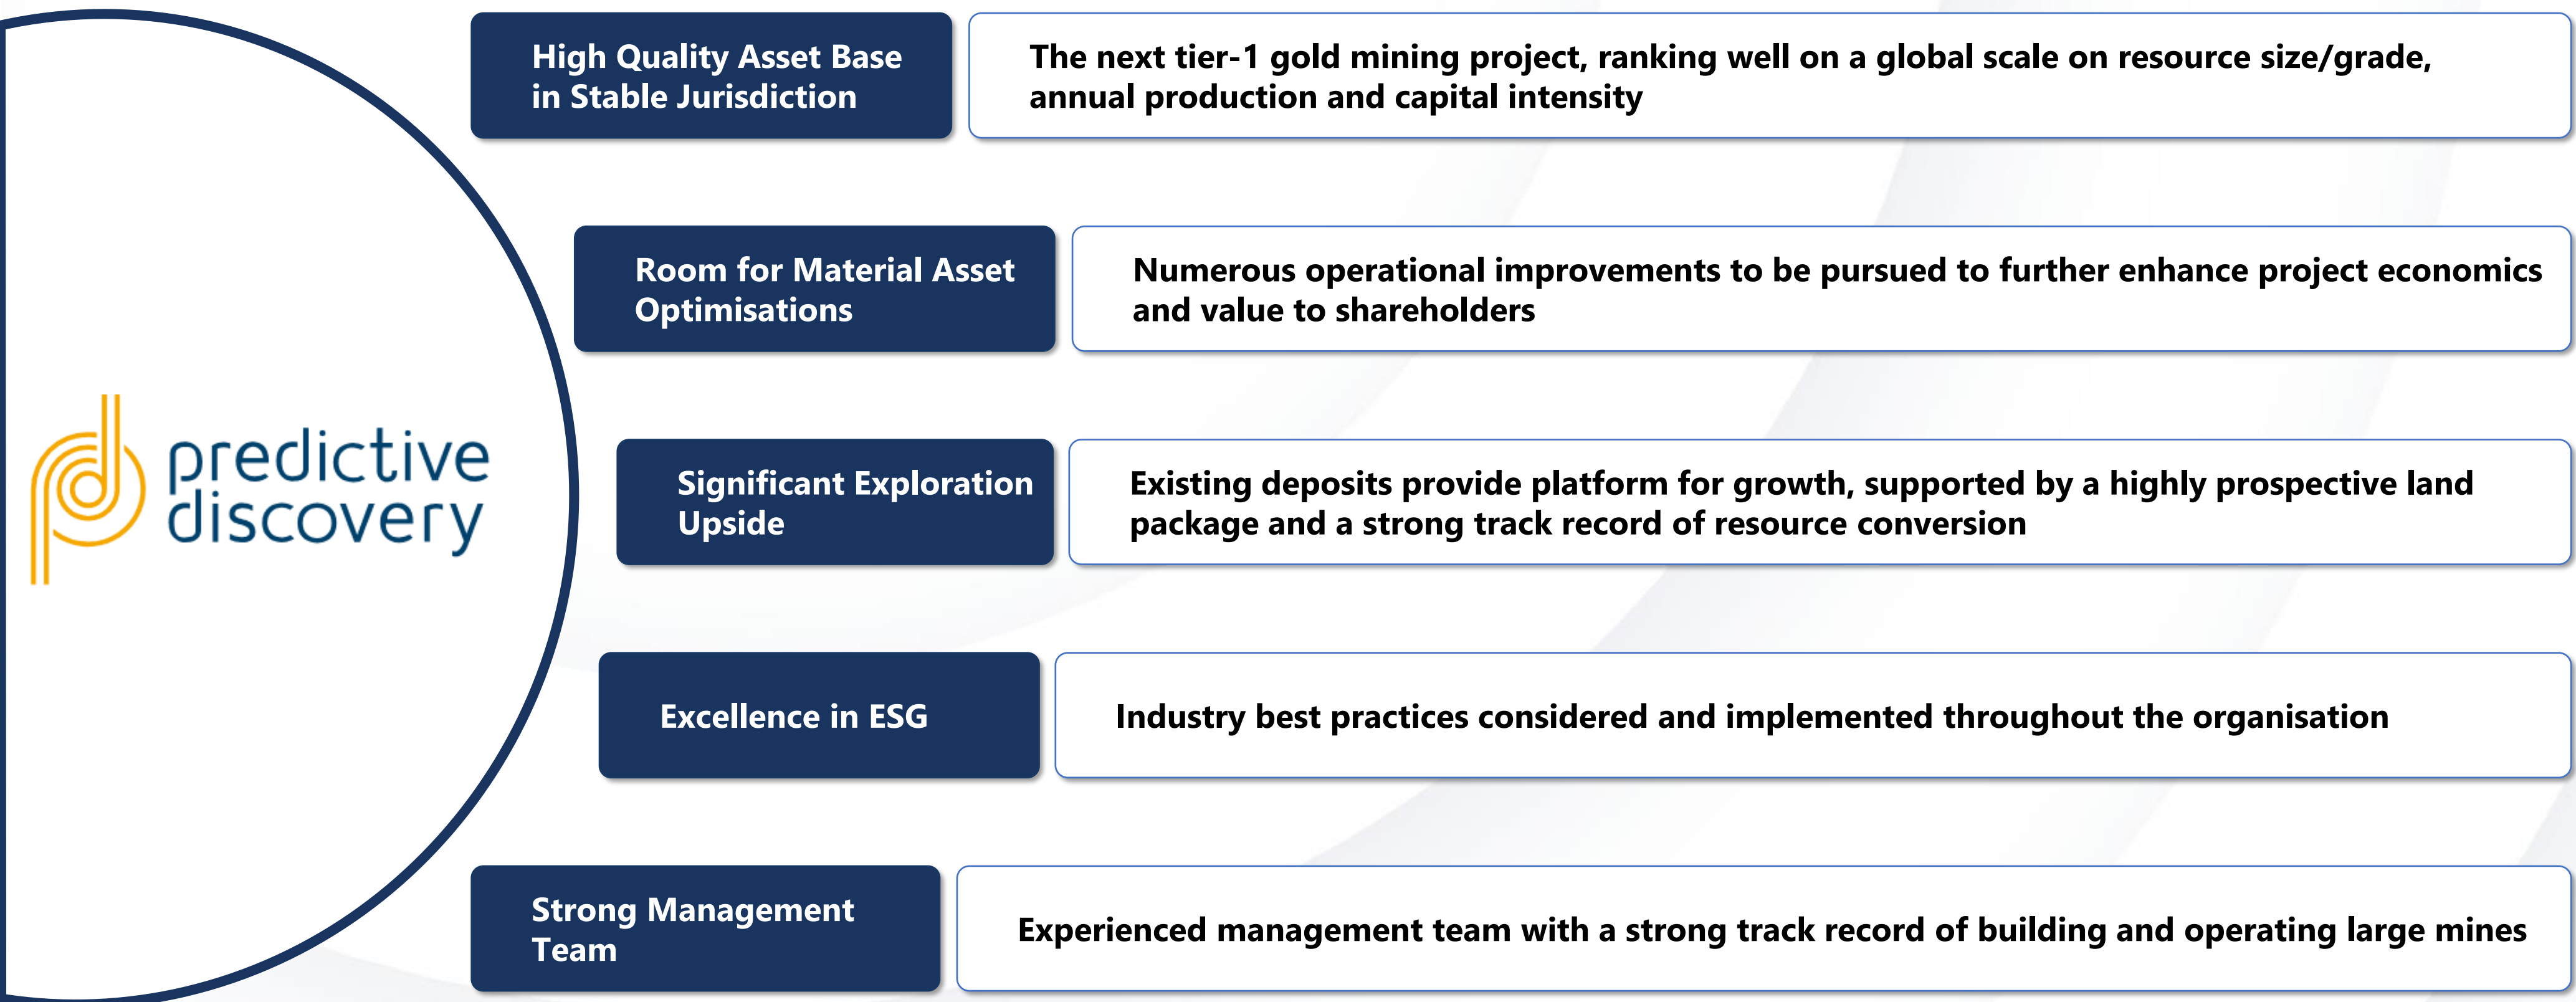 High Quality Asset Base
in Stable Jurisdiction
The next tier-1 gold mining project, ranking well on a global scale on resource size/grade,
annual production and capital intensity
Room for Material Asset
Optimisations
Numerous operational improvements to be pursued to further enhance project economics
and value to shareholders
predictive
discovery
Significant Exploration
Upside
Existing deposits provide platform for growth, supported by a highly prospective land
package and a strong track record of resource conversion
Excellence in ESG
Industry best practices considered and implemented throughout the organisation
Strong Management
Team
Experienced management team with a strong track record of building and operating large mines